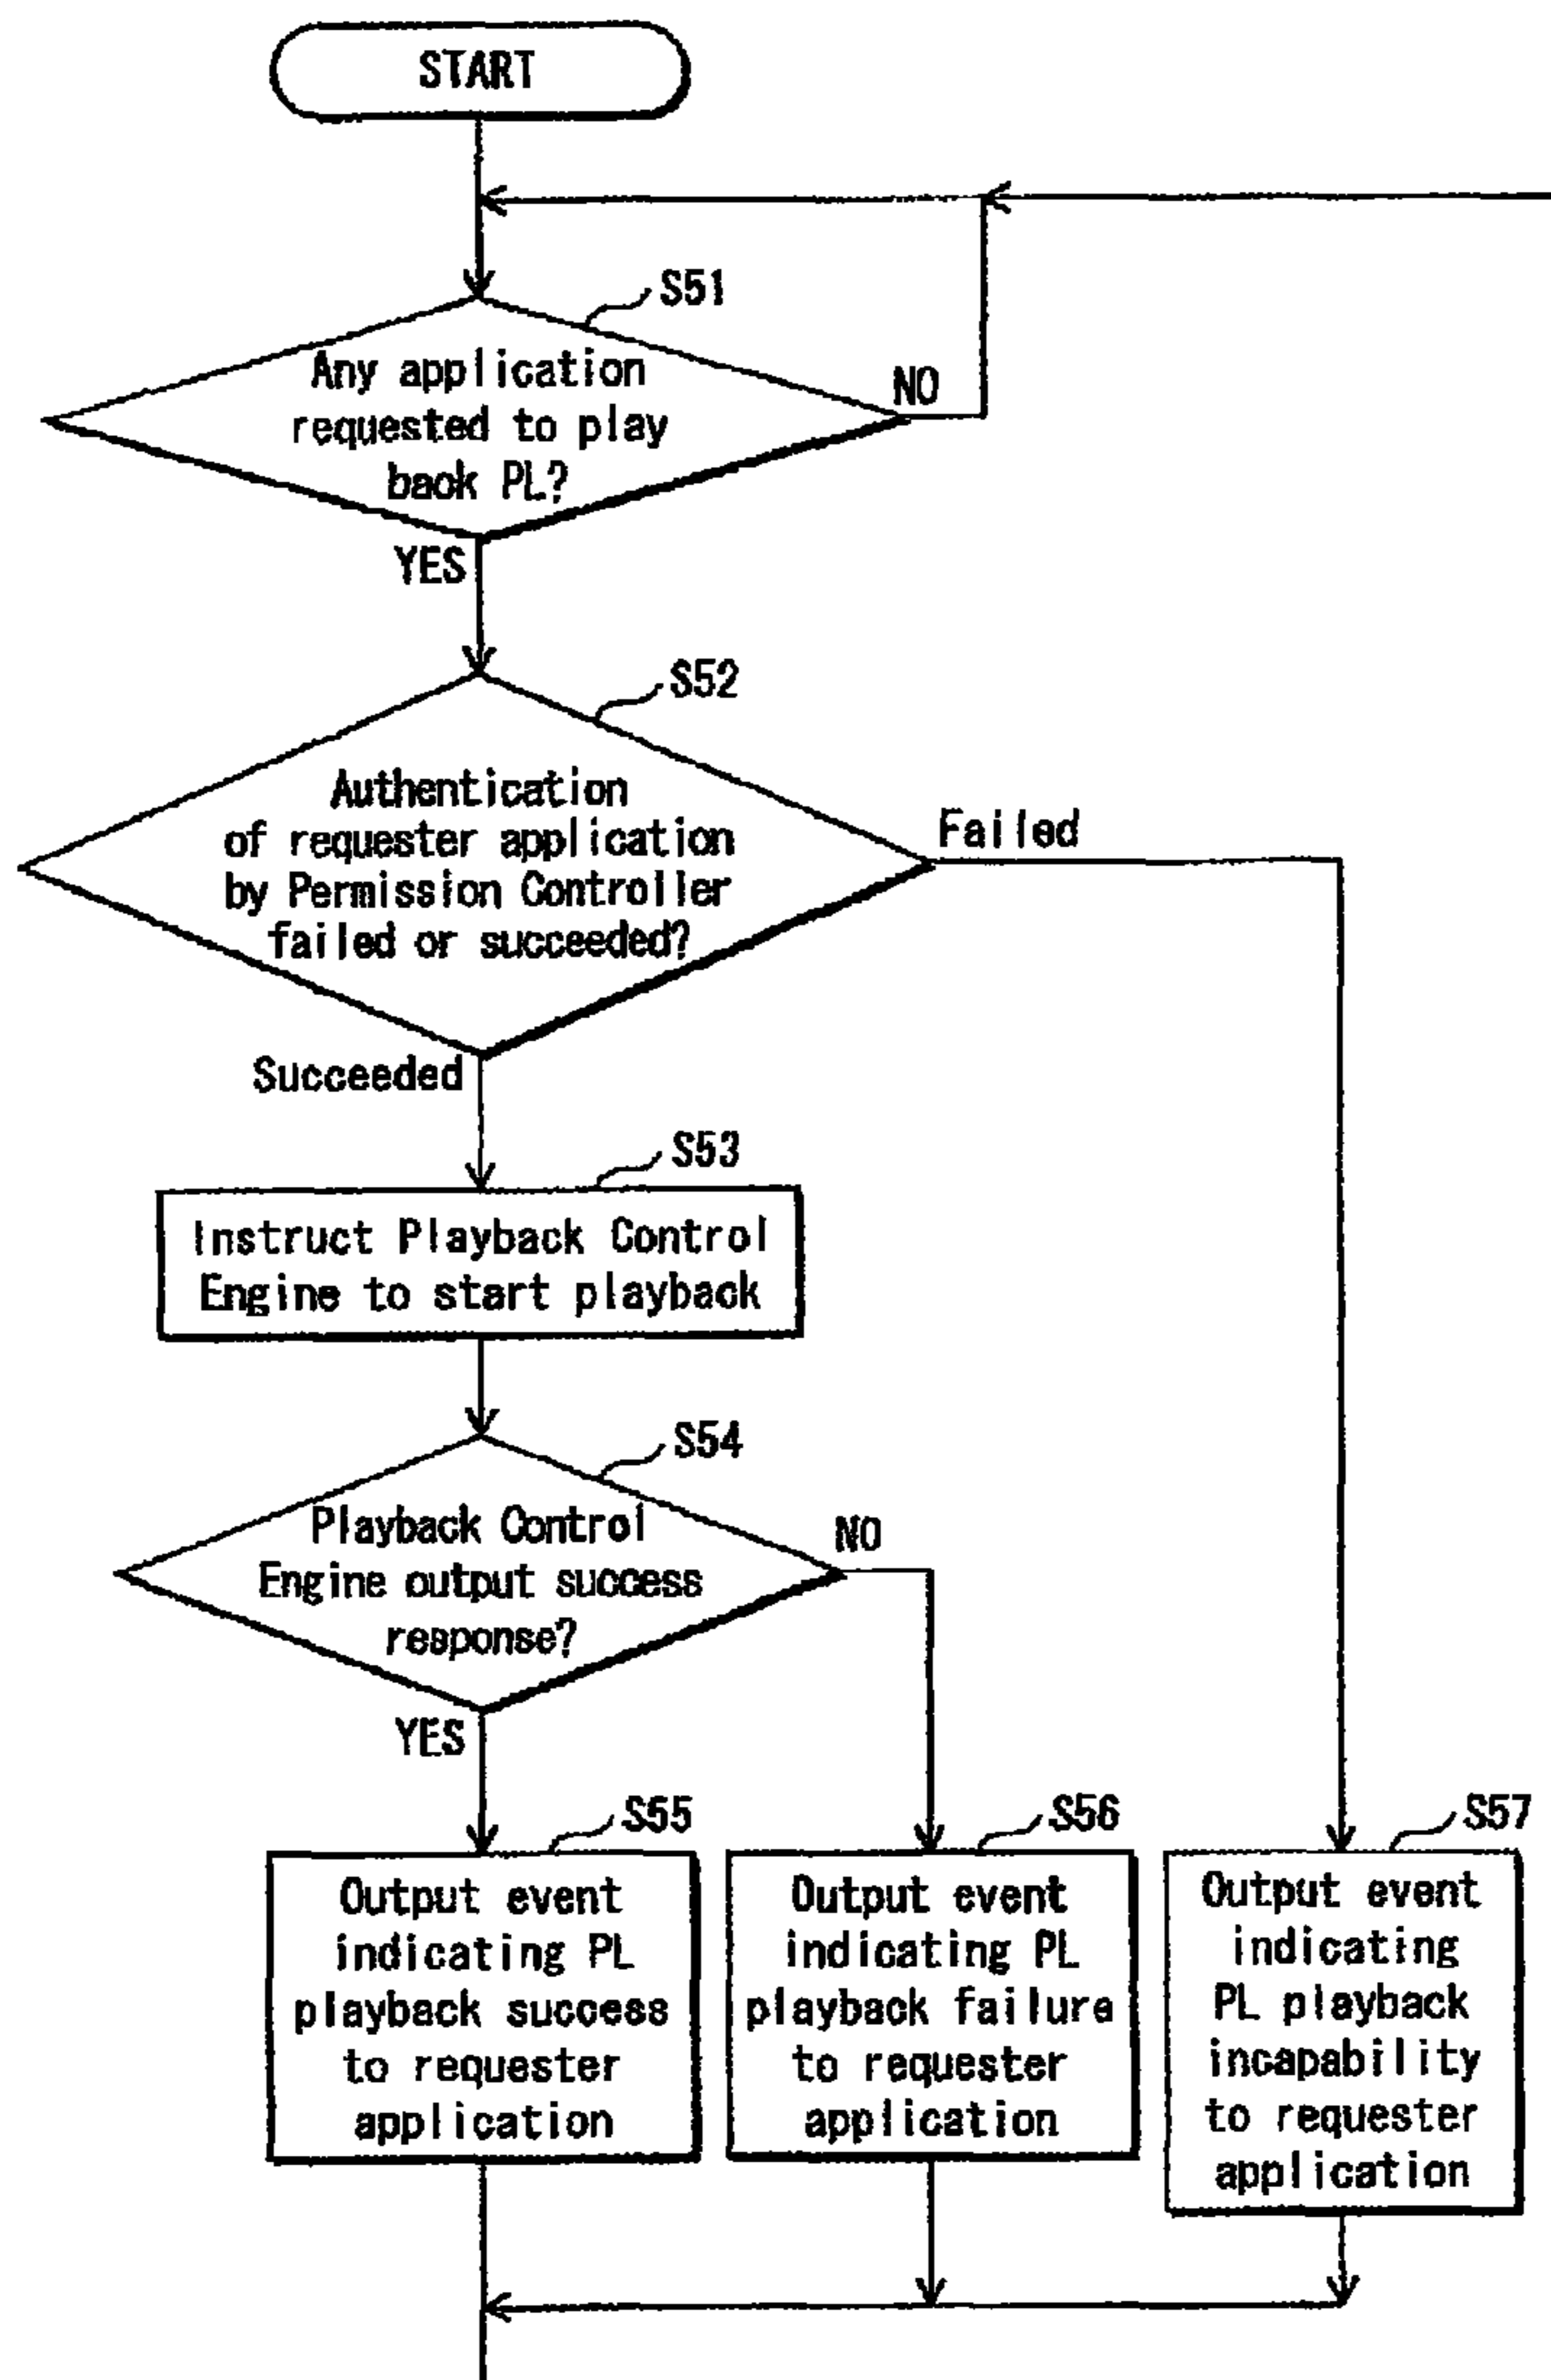 START
S51
Any application
requested to play
back PL?
NO
YES
S52
Authentication
of requester application
by Permission Controller
failed or succeeded?
Failed
Succeeded
S53
Instruct Playback Control
Engine to start playback
S54
Playback Control
Engine output success
response?
NO
YES
S55
Output event
indicating PL
playback success
to requester
application
S56
Output event
indicating PL
playback failure
to requester
application
S57
Output event
indicating
PL playback
incapability
to requester
application